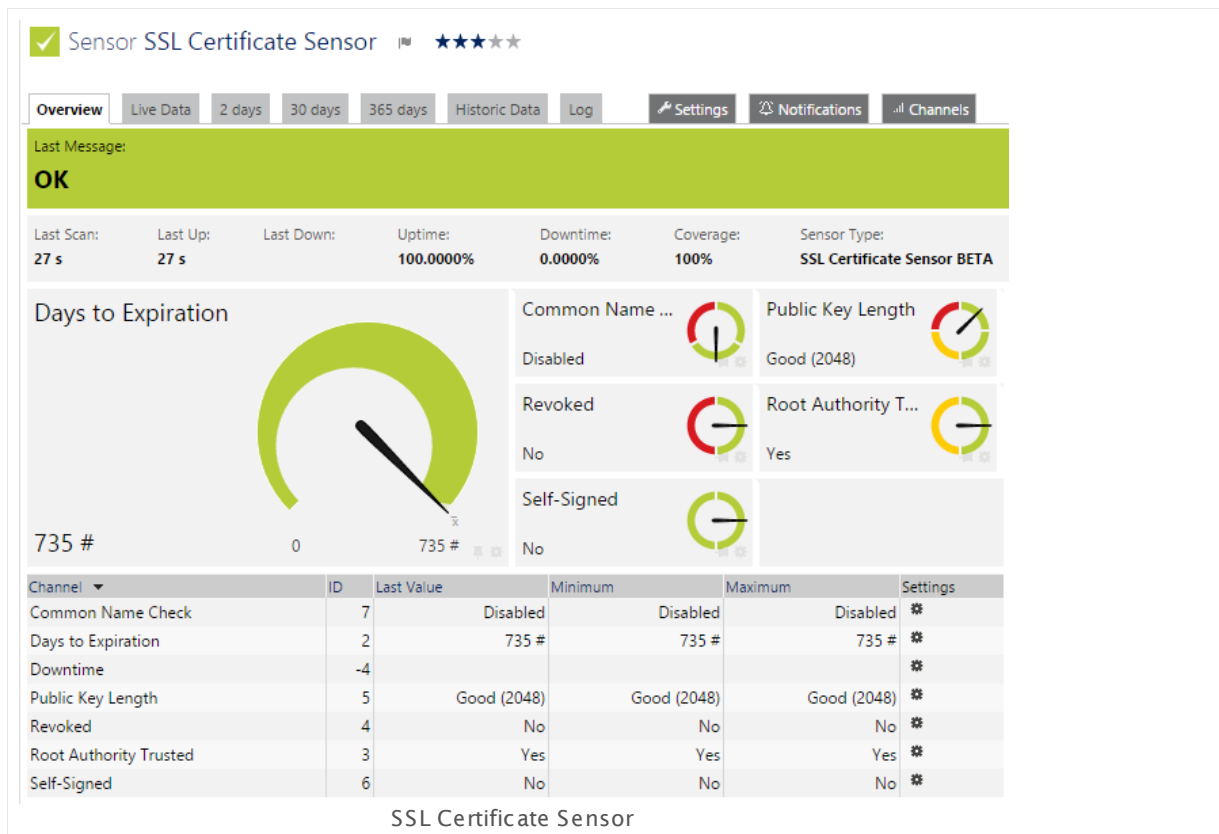 Sensor SSL Certificate Sensor
Overview Live Data 2 days 30 days 365 days Historic Data Log Settings Notifications Channels
Last Message:
OK
Last Scan: Last Up: Last Down: Uptime: Downtime: Coverage: Sensor Type:
27 s 27 s 100.0000% 0.0000% 100% SSL Certificate Sensor BETA
Days to Expiration
735 #
0 735 #
x
Common Name ...
Disabled
Public Key Length
Good (2048)
Revoked
No
Root Authority T...
Yes
Self-Signed
No
Channel ID Last Value Minimum Maximum Settings
Common Name Check 7 Disabled Disabled Disabled
Days to Expiration 2 735 # 735 # 735 #
Downtime -4
Public Key Length 5 Good (2048) Good (2048) Good (2048)
Revoked 4 No No No
Root Authority Trusted 3 Yes Yes Yes
Self-Signed 6 No No No
SSL Certificate Sensor